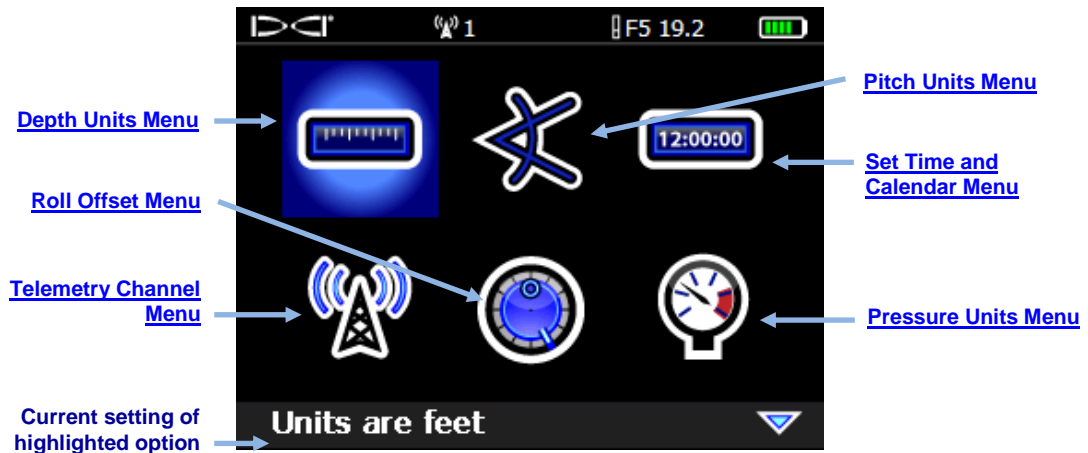 DCI
1
F5 19.2
Pitch Units Menu
Depth Units Menu
12:00:00
Set Time and
Calendar Menu
Roll Offset Menu
Telemetry Channel
Menu
Pressure Units Menu
Current setting of
highlighted option
Units are feet